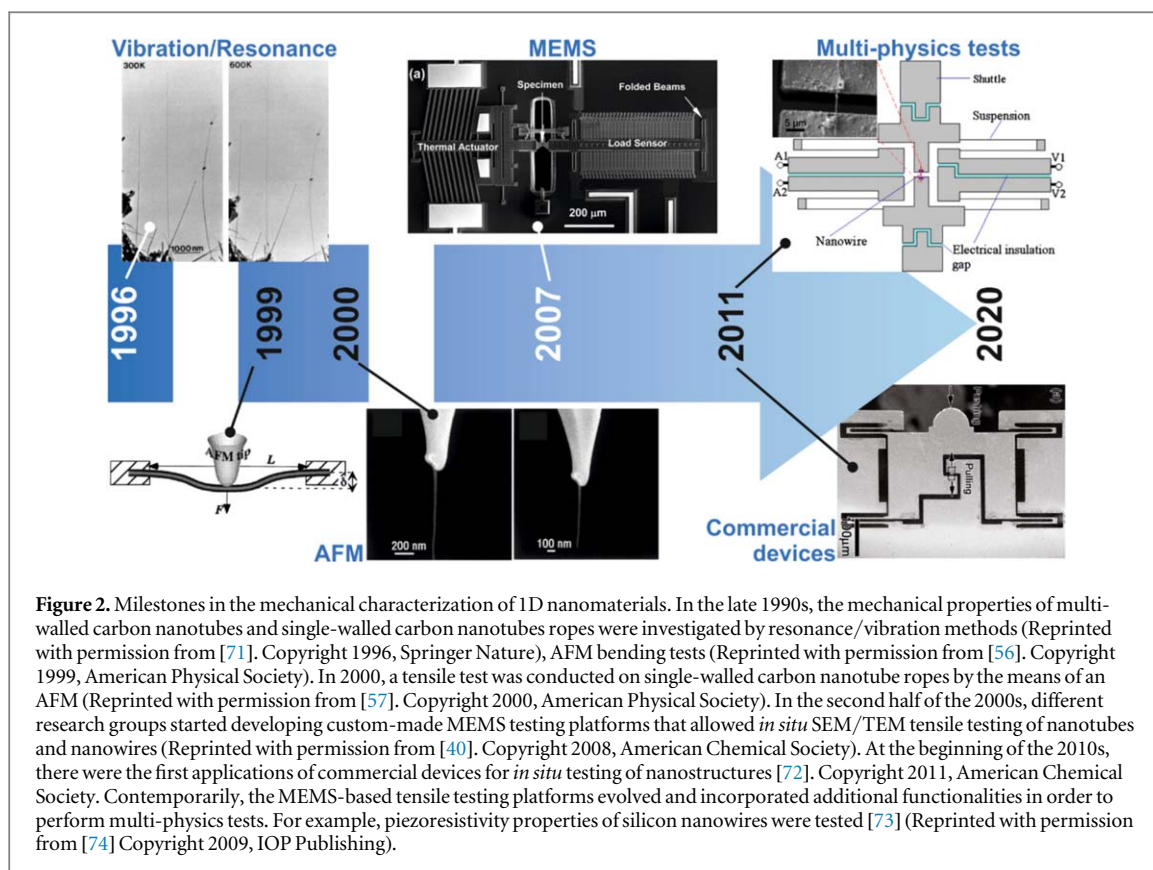 Vibration/Resonance
MEMS
Multi-physics tests
300K
600K
1000nm
(a)
Specimen
Folded Beams
Thermal Actuator
Load Sensor
200 µm
5 µm
Shuttle
Suspension
A1
A2
V1
V2
Nanowire
Electrical insulation
gap
1996
1999
2000
2007
2011
2020
AFM tip
L
δ
F
AFM
200 nm
100 nm
Commercial
devices
Pulling
Figure 2. Milestones in the mechanical characterization of 1D nanomaterials. In the late 1990s, the mechanical properties of multi-
walled carbon nanotubes and single-walled carbon nanotubes ropes were investigated by resonance/vibration methods (Reprinted
with permission from [71]. Copyright 1996, Springer Nature), AFM bending tests (Reprinted with permission from [56]. Copyright
1999, American Physical Society). In 2000, a tensile test was conducted on single-walled carbon nanotube ropes by the means of an
AFM (Reprinted with permission from [57]. Copyright 2000, American Physical Society). In the second half of the 2000s, different
research groups started developing custom-made MEMS testing platforms that allowed in situ SEM/TEM tensile testing of nanotubes
and nanowires (Reprinted with permission from [40]. Copyright 2008, American Chemical Society). At the beginning of the 2010s,
there were the first applications of commercial devices for in situ testing of nanostructures [72]. Copyright 2011, American Chemical
Society. Contemporarily, the MEMS-based tensile testing platforms evolved and incorporated additional functionalities in order to
perform multi-physics tests. For example, piezoresistivity properties of silicon nanowires were tested [73] (Reprinted with permission
from [74] Copyright 2009, IOP Publishing).